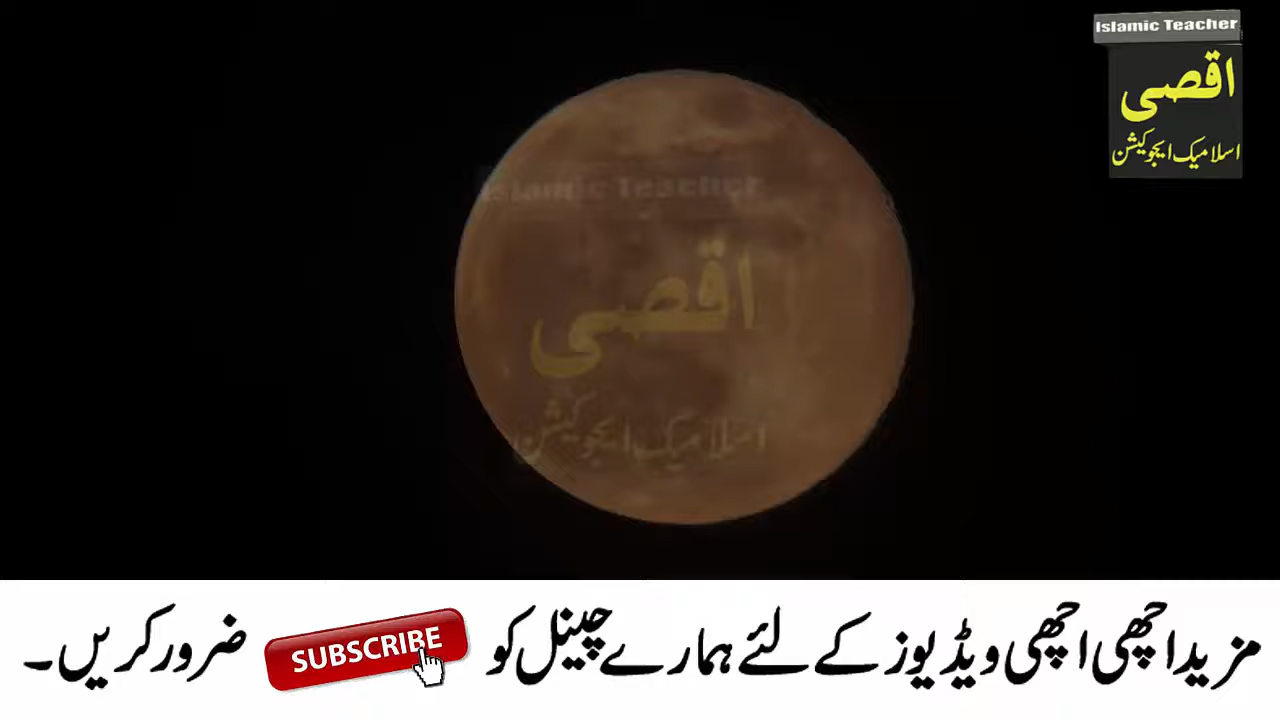 Islamic Teacher
اقصی
اسلامیک ایجوکیشن
Islamic Teacher
اقصی
اسلامیک ایجوکیشن
مزید اچھی اچھی ویڈیوز کے لئے ہمارے چینل کو SUBSCRIBE ضرور کریں۔